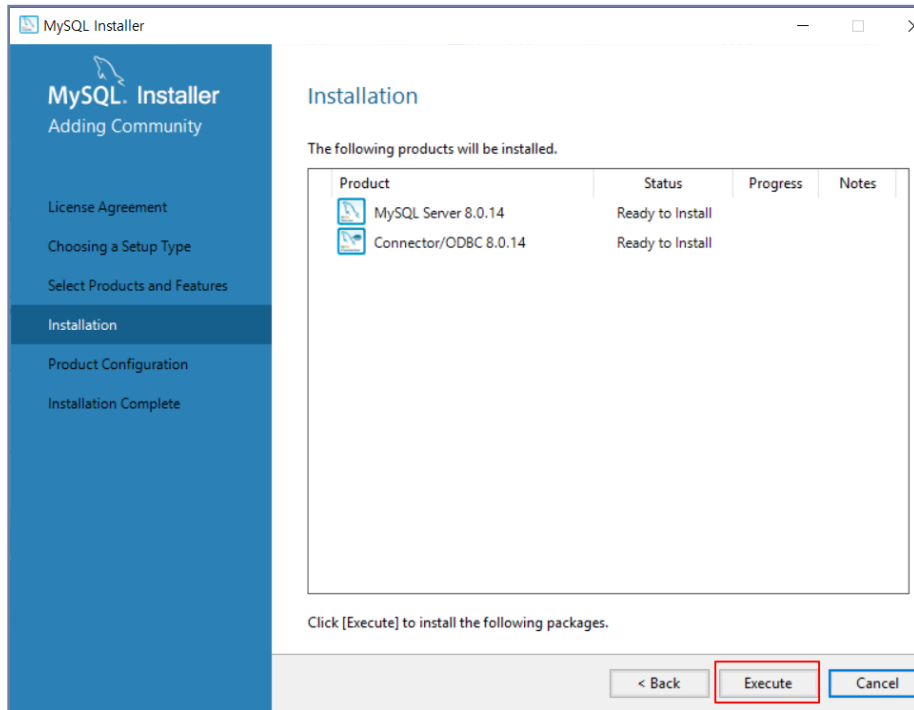 MySQL Installer
MySQL. Installer
Adding Community
License Agreement
Choosing a Setup Type
Select Products and Features
Installation
Product Configuration
Installation Complete
Installation
The following products will be installed.
Product Status Progress Notes
MySQL Server 8.0.14 Ready to Install
Connector/ODBC 8.0.14 Ready to Install
Click [Execute] to install the following packages.
< Back Execute Cancel